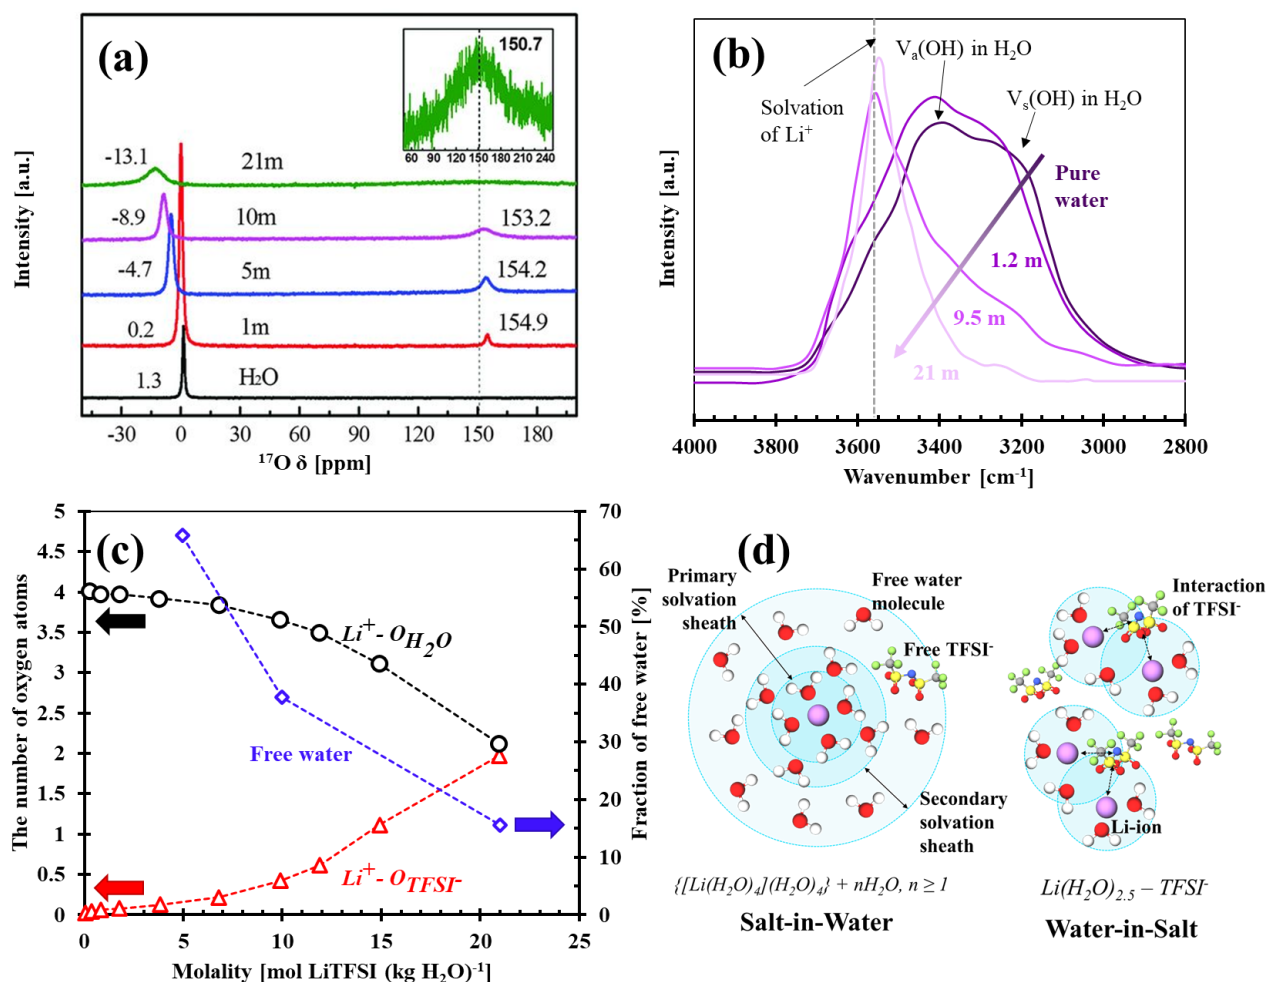 (a)
150.7
60 90 120 150 180 210 240
-13.1 21m
-8.9 10m 153.2
-4.7 5m 154.2
0.2 1m 154.9
1.3 H₂O
Intensity [a.u.]
-30 0 30 60 90 120 150 180
¹⁷O δ [ppm]
(b)
Vₐ(OH) in H₂O
Solvation
of Li⁺
Vₛ(OH) in H₂O
Pure
water
1.2 m
9.5 m
21 m
Intensity [a.u.]
4000 3600 3400 3200 3000 2800
Wavenumber [cm⁻¹]
(c)
5
4.5
4
3.5
3
2.5
2
1.5
1
0.5
0
The number of oxygen atoms
Li⁺- O H₂O
Free water
Li⁺- O TFSI⁻
70
60
50
40
30
20
10
0
Fraction of free water [%]
0 5 10 15 20 25
Molality [mol LiTFSI (kg H₂O)⁻¹]
(d)
Primary
solvation
sheath
Free water
molecule
Free TFSI⁻
Secondary
solvation
sheath
{[Li(H₂O)₄](H₂O)₄} + nH₂O, n ≥ 1
Salt-in-Water
Interaction
of TFSI⁻
Li-ion
Li(H₂O)₂.₅ – TFSI⁻
Water-in-Salt